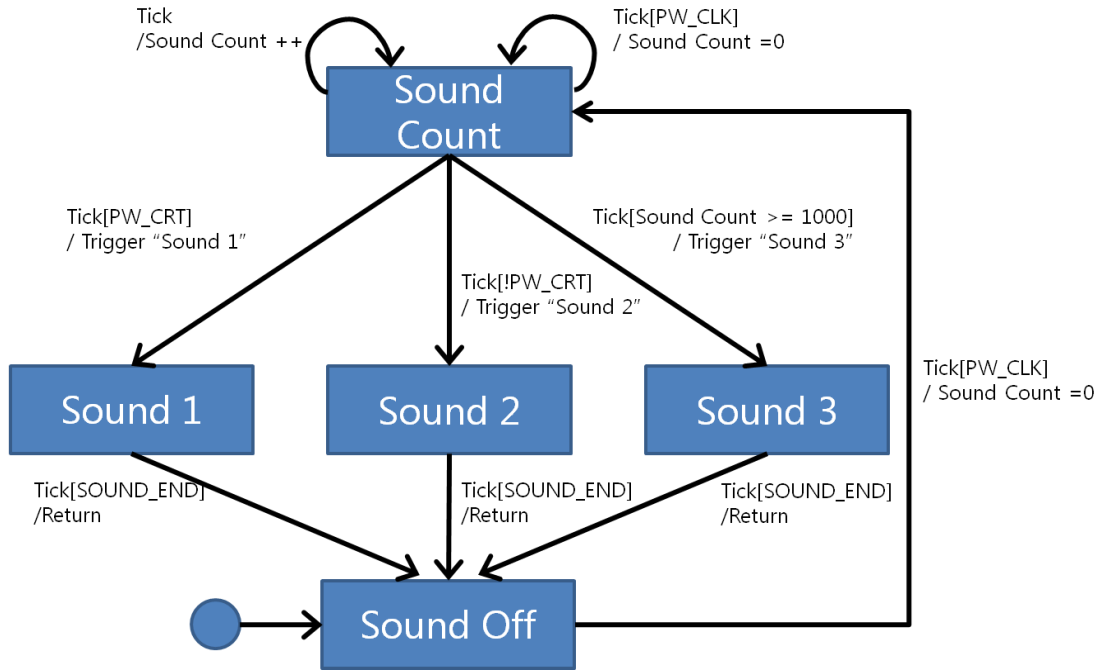 Tick
/Sound Count ++
Tick[PW_CLK]
/ Sound Count =0
Sound
Count
Tick[PW_CRT]
/ Trigger “Sound 1”
Tick[!PW_CRT]
/ Trigger “Sound 2”
Tick[Sound Count >= 1000]
/ Trigger “Sound 3”
Tick[PW_CLK]
/ Sound Count =0
Sound 1
Sound 2
Sound 3
Tick[SOUND_END]
/Return
Tick[SOUND_END]
/Return
Tick[SOUND_END]
/Return
Sound Off